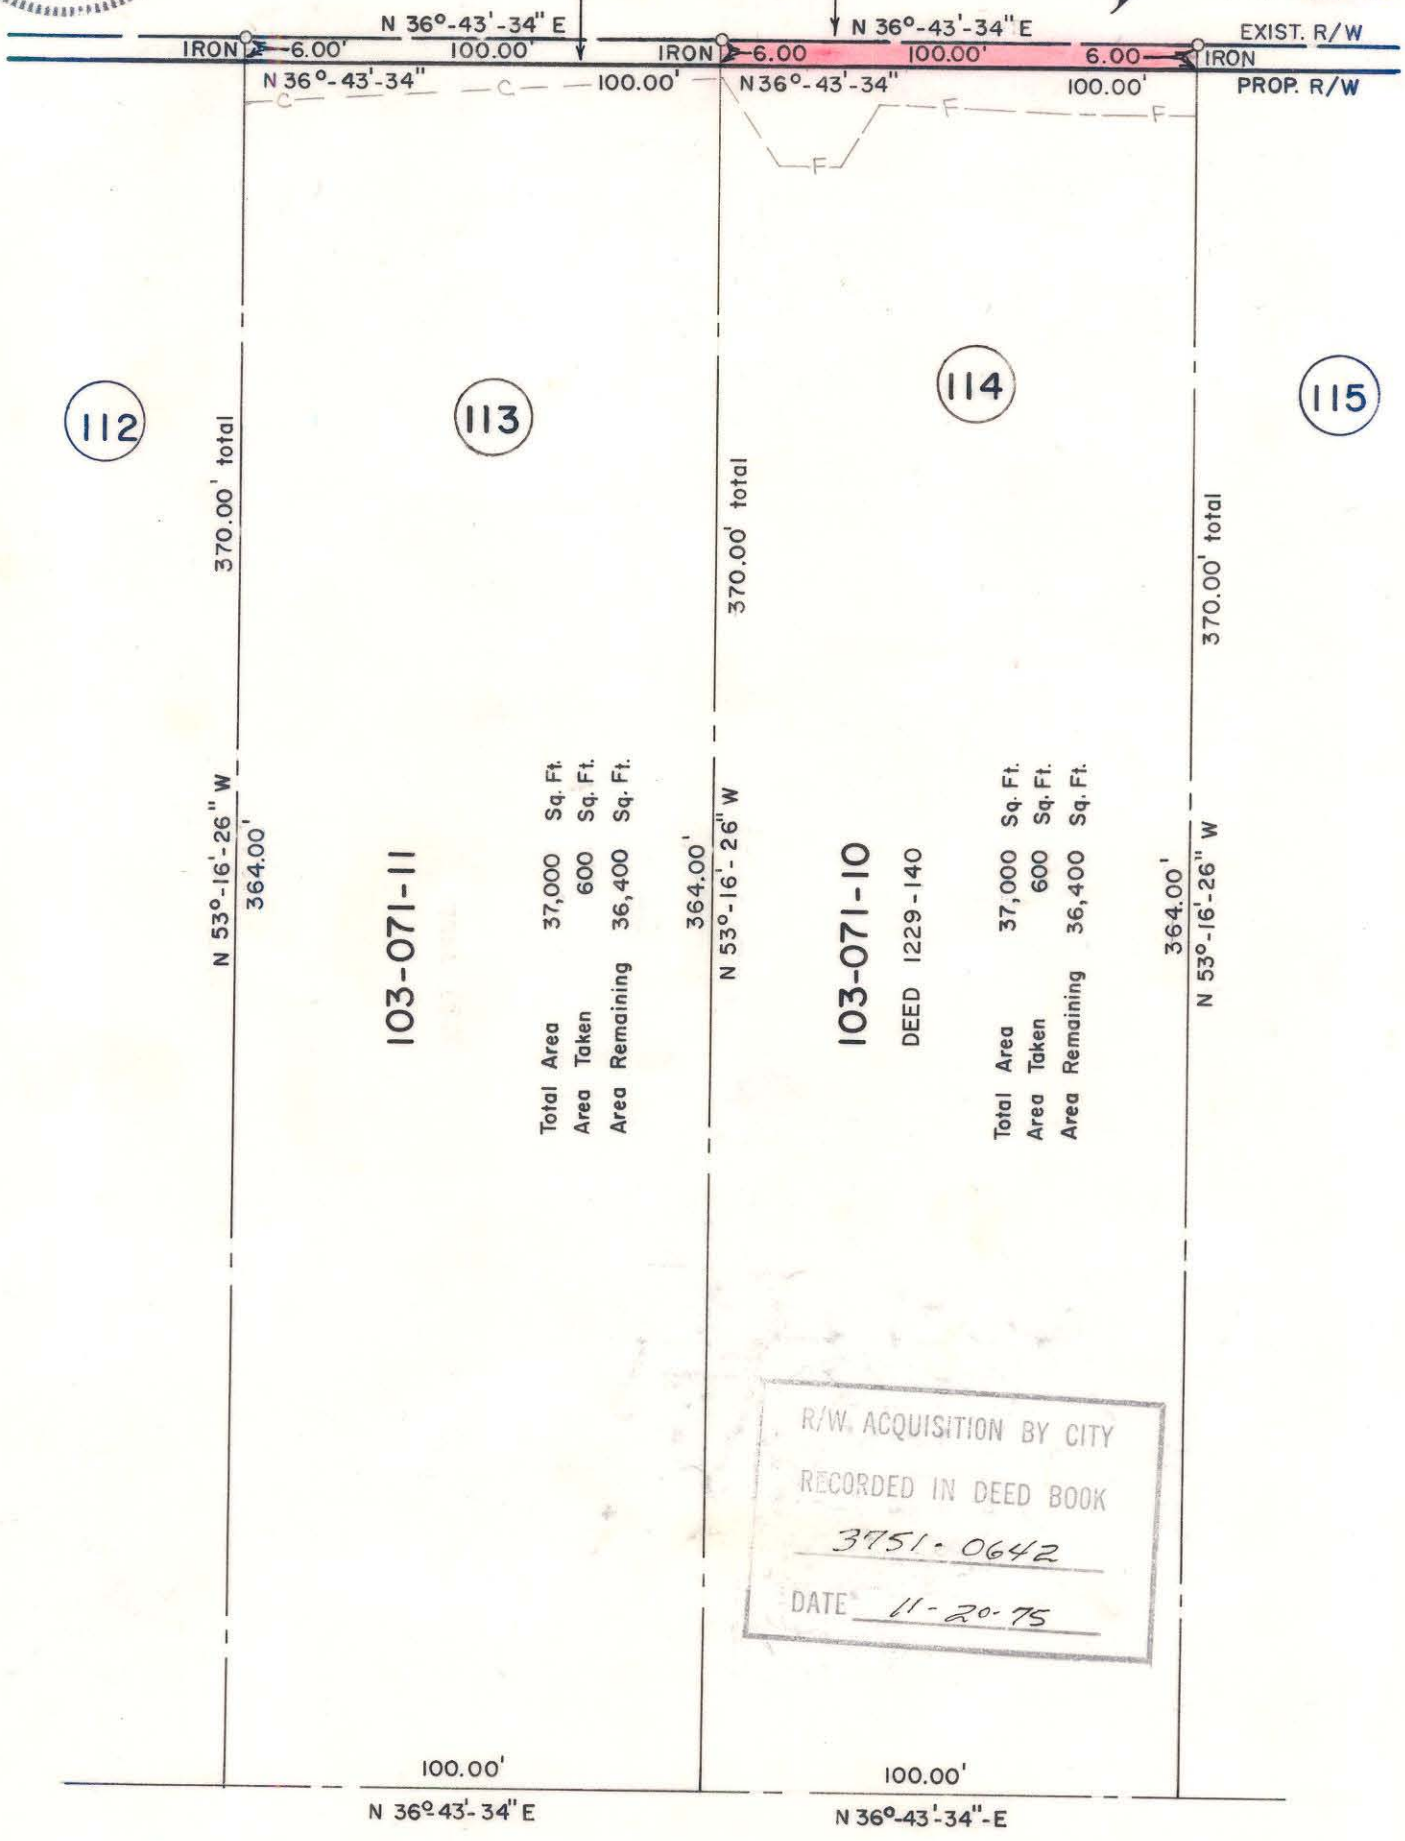 N 36°-43'-34" E
N 36°-43'-34" E
EXIST. R/W
IRON
6.00'
100.00'
IRON
6.00
100.00'
6.00
IRON
N 36°-43'-34"
100.00'
N 36°-43'-34"
100.00'
PROP. R/W
C
C
F
F
F
112
113
114
115
370.00' total
370.00' total
370.00' total
N 53°-16'-26" W
364.00'
103-071-11
Total Area 37,000 Sq. Ft.
Area Taken 600 Sq. Ft.
Area Remaining 36,400 Sq. Ft.
364.00'
N 53°-16'-26" W
103-071-10
DEED 1229-140
Total Area 37,000 Sq. Ft.
Area Taken 600 Sq. Ft.
Area Remaining 36,400 Sq. Ft.
364.00'
N 53°-16'-26" W
R/W. ACQUISITION BY CITY
RECORDED IN DEED BOOK
3751-0642
DATE 11-20-75
100.00'
100.00'
N 36°-43'-34" E
N 36°-43'-34"-E